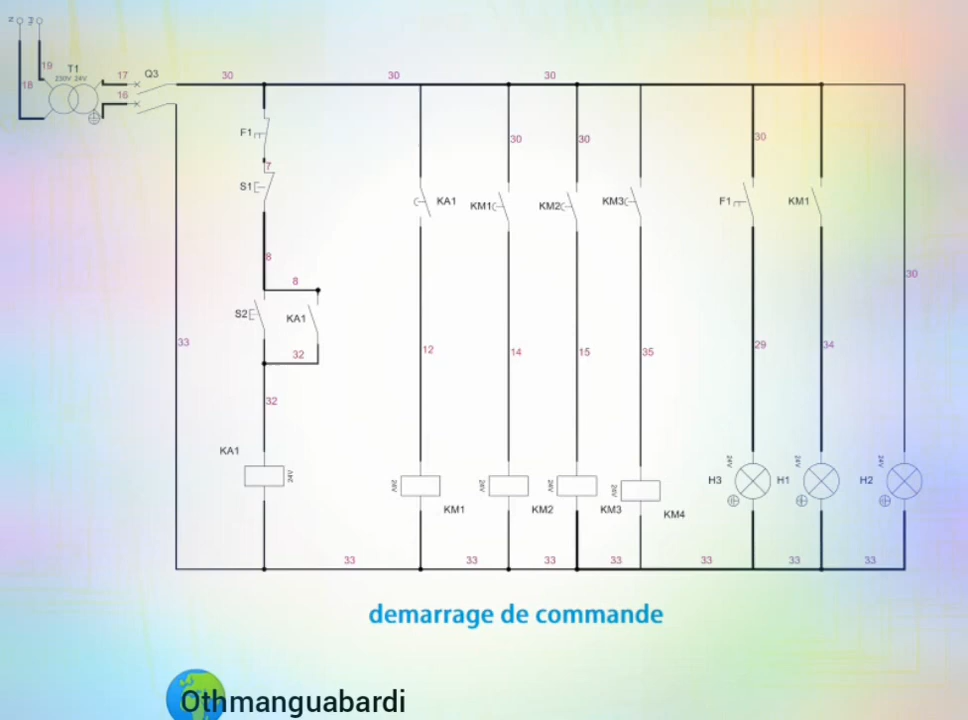 N Ph
19
T1
18
230V 24V
17
Q3
16
30 30 30
F1
30 30 30
7
S1
KA1 KM1 KM2 KM3 F1 KM1
8
8
30
S2 KA1
33
32
12 14 15 35 29 34
32
KA1
24V
24V 24V 24V 24V 24V 24V 24V
H3 H1 H2
KM1 KM2 KM3 KM4
33 33 33 33 33 33 33
demarrage de commande
Othmanguabardi